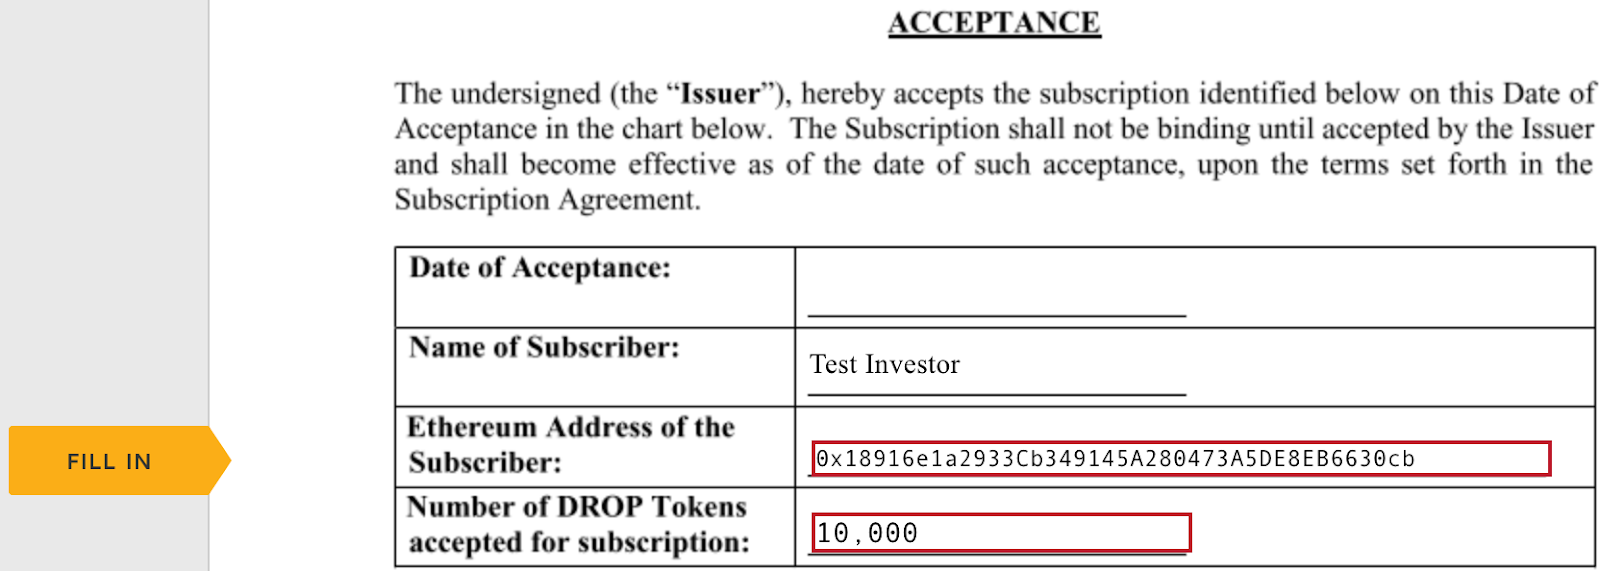 ACCEPTANCE
The undersigned (the “Issuer”), hereby accepts the subscription identified below on this Date of
Acceptance in the chart below.  The Subscription shall not be binding until accepted by the Issuer
and shall become effective as of the date of such acceptance, upon the terms set forth in the
Subscription Agreement.
Date of Acceptance:
Name of Subscriber:
Test Investor
Ethereum Address of the
Subscriber:
0x18916e1a2933Cb349145A280473A5DE8EB6630cb
FILL IN
Number of DROP Tokens
accepted for subscription:
10,000